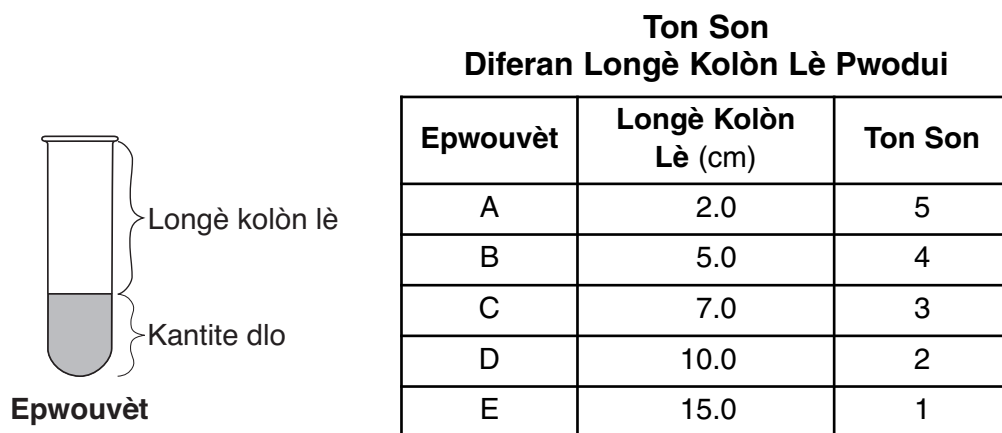 Ton Son
Diferan Longè Kolòn Lè Pwodui
Epwouvèt
Longè Kolòn
Lè (cm)
Ton Son
A 2.0 5
B 5.0 4
C 7.0 3
D 10.0 2
E 15.0 1
Longè kolòn lè
Kantite dlo
Epwouvèt